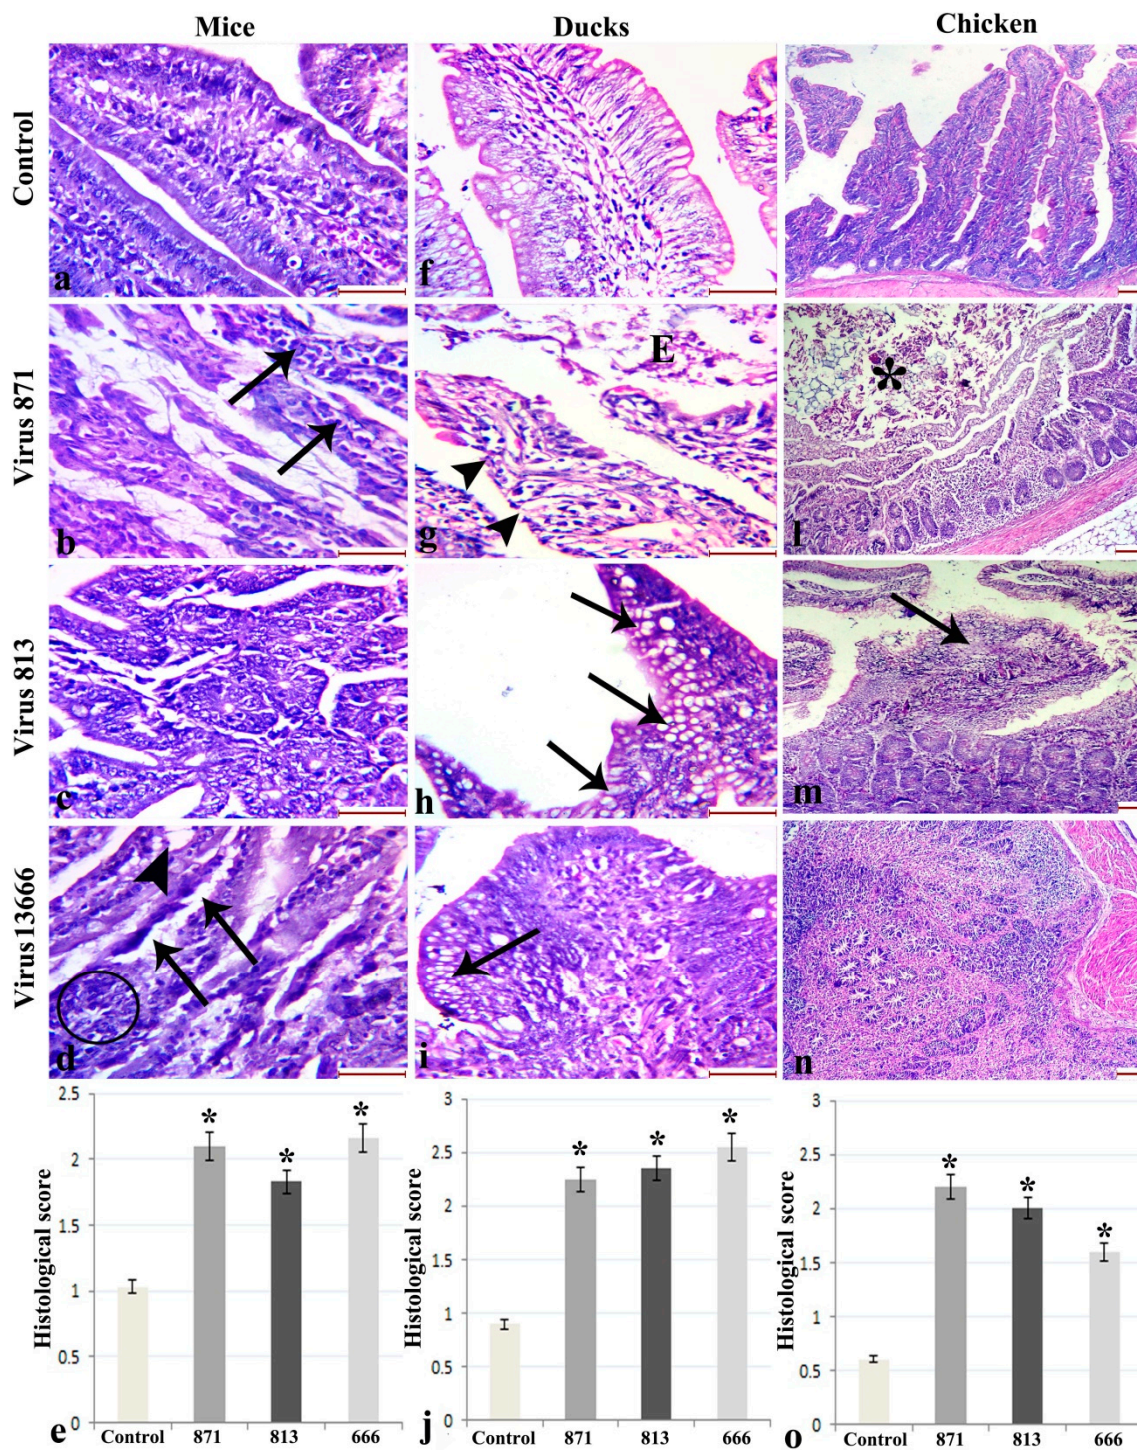 Mice Ducks Chicken
Control
a f
Virus 871
b g E l
*
Virus 813
c h m
Virus13666
d i n
Histological score
2.5
2
1.5
1
0.5
0
* * *
e Control 871 813 666
Histological score
3
2.5
2
1.5
1
0.5
0
* * *
j Control 871 813 666
Histological score
3
2.5
2
1.5
1
0.5
0
* * *
o Control 871 813 666